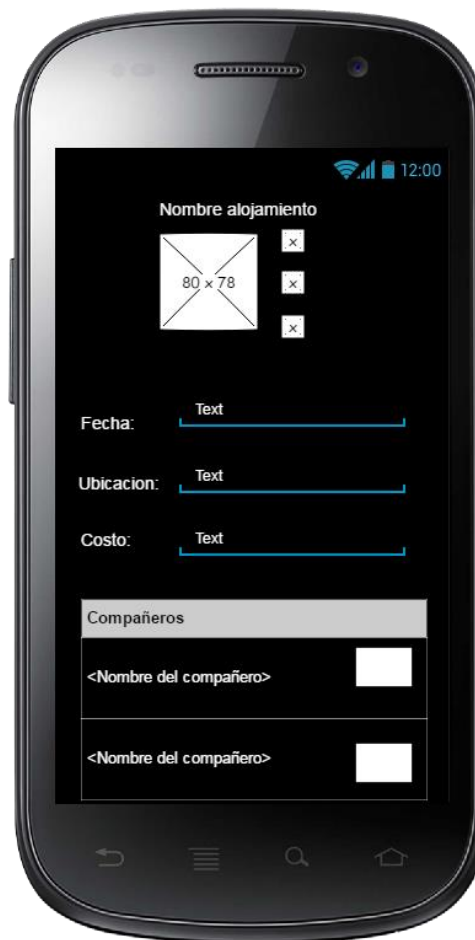 12:00
Nombre alojamiento
80 × 78
×
×
×
Fecha: Text
Ubicacion: Text
Costo: Text
Compañeros
<Nombre del compañero>
<Nombre del compañero>